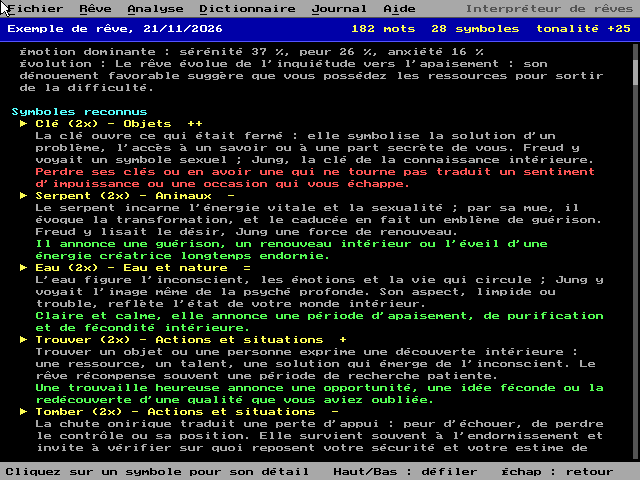 Fichier  Rêve  Analyse  Dictionnaire  Journal  Aide  Interpréteur de rêves
Exemple de rêve, 21/11/2026  182 mots  28 symboles  tonalité +25
Émotion dominante : sérénité 37 %, peur 26 %, anxiété 16 %
Évolution : Le rêve évolue de l'inquiétude vers l'apaisement : son
dénouement favorable suggère que vous possédez les ressources pour sortir
de la difficulté.
Symboles reconnus
► Clé (2x) - Objets  ++
La clé ouvre ce qui était fermé : elle symbolise la solution d'un
problème, l'accès à un savoir ou à une part secrète de vous. Freud y
voyait un symbole sexuel ; Jung, la clé de la connaissance intérieure.
Perdre ses clés ou en avoir une qui ne tourne pas traduit un sentiment
d'impuissance ou une occasion qui vous échappe.
► Serpent (2x) - Animaux  -
Le serpent incarne l'énergie vitale et la sexualité ; par sa mue, il
évoque la transformation, et le caducée en fait un emblème de guérison.
Freud y lisait le désir, Jung une force de renouveau.
Il annonce une guérison, un renouveau intérieur ou l'éveil d'une
énergie créatrice longtemps endormie.
► Eau (2x) - Eau et nature  =
L'eau figure l'inconscient, les émotions et la vie qui circule ; Jung y
voyait l'image même de la psyché profonde. Son aspect, limpide ou
trouble, reflète l'état de votre monde intérieur.
Claire et calme, elle annonce une période d'apaisement, de purification
et de fécondité intérieure.
► Trouver (2x) - Actions et situations  +
Trouver un objet ou une personne exprime une découverte intérieure :
une ressource, un talent, une solution qui émerge de l'inconscient. Le
rêve récompense souvent une période de recherche patiente.
Une trouvaille heureuse annonce une opportunité, une idée féconde ou la
redécouverte d'une qualité que vous aviez oubliée.
► Tomber (2x) - Actions et situations  -
La chute onirique traduit une perte d'appui : peur d'échouer, de perdre
le contrôle ou sa position. Elle survient souvent à l'endormissement et
invite à vérifier sur quoi reposent votre sécurité et votre estime de
Cliquez sur un symbole pour son détail  Haut/Bas : défiler  Échap : retour